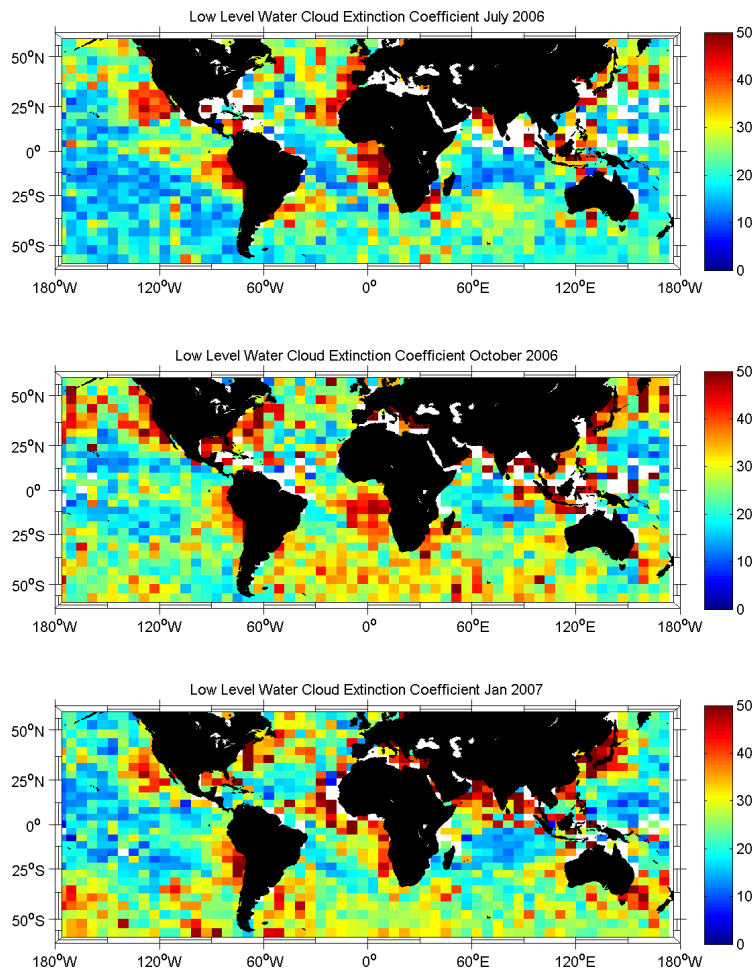 Low Level Water Cloud Extinction Coefficient July 2006
50°N
25°N
0°
25°S
50°S
180°W 120°W 60°W 0° 60°E 120°E 180°W
50
40
30
20
10
0
Low Level Water Cloud Extinction Coefficient October 2006
50°N
25°N
0°
25°S
50°S
180°W 120°W 60°W 0° 60°E 120°E 180°W
50
40
30
20
10
0
Low Level Water Cloud Extinction Coefficient Jan 2007
50°N
25°N
0°
25°S
50°S
180°W 120°W 60°W 0° 60°E 120°E 180°W
50
40
30
20
10
0